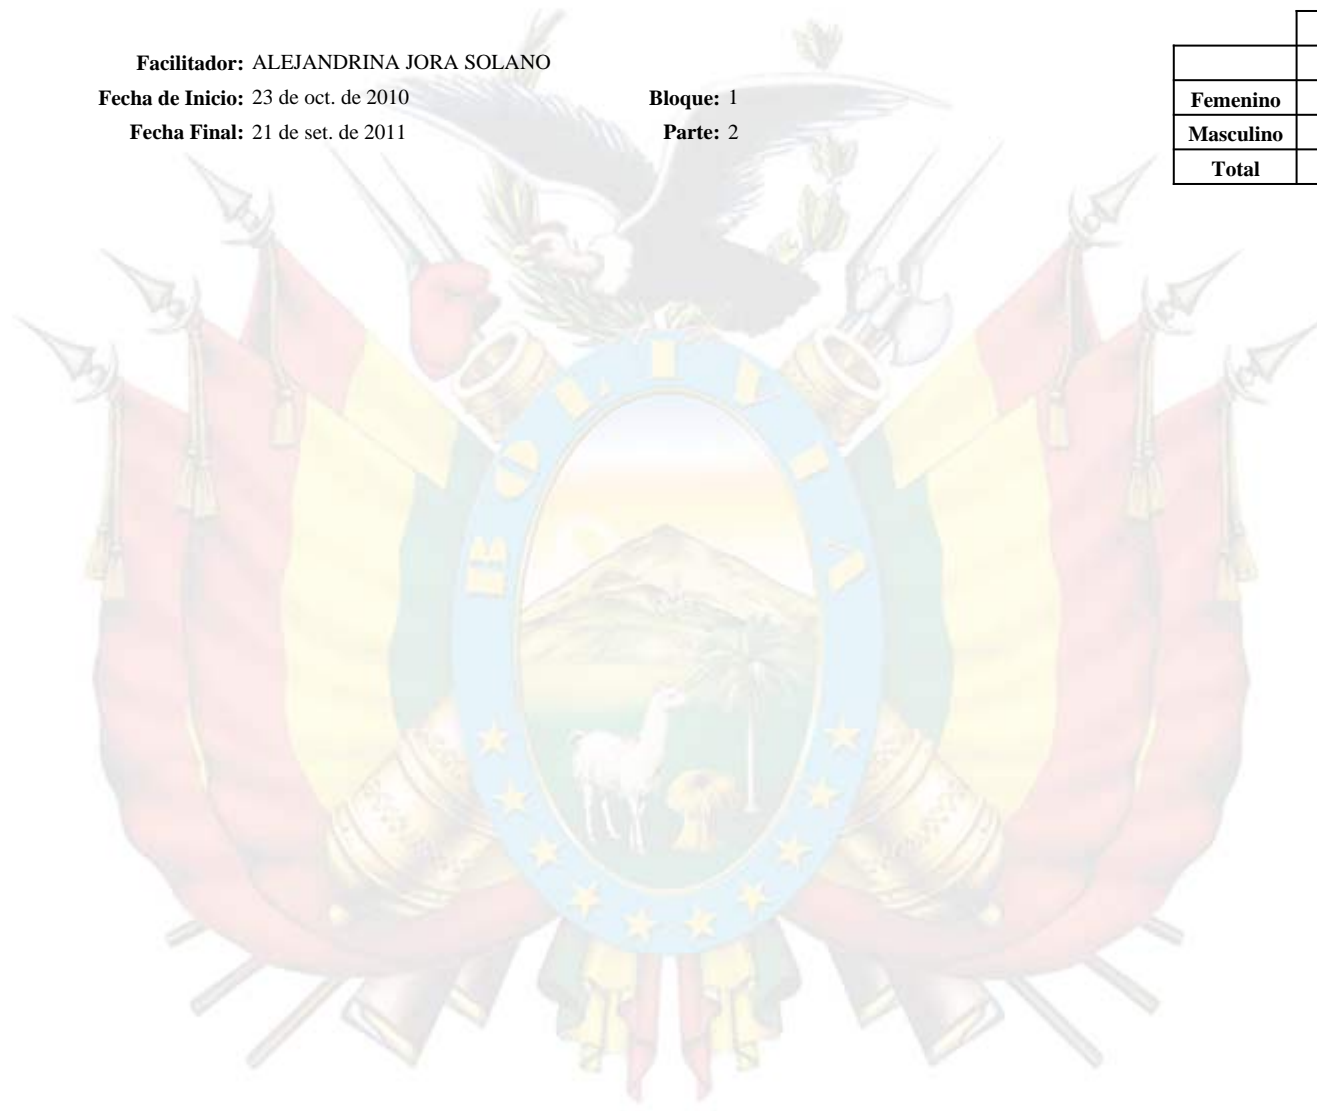 Facilitador: ALEJANDRINA JORA SOLANO
Fecha de Inicio: 23 de oct. de 2010 Bloque: 1
Fecha Final: 21 de set. de 2011 Parte: 2
Femenino
Masculino
Total
BOLIVIA